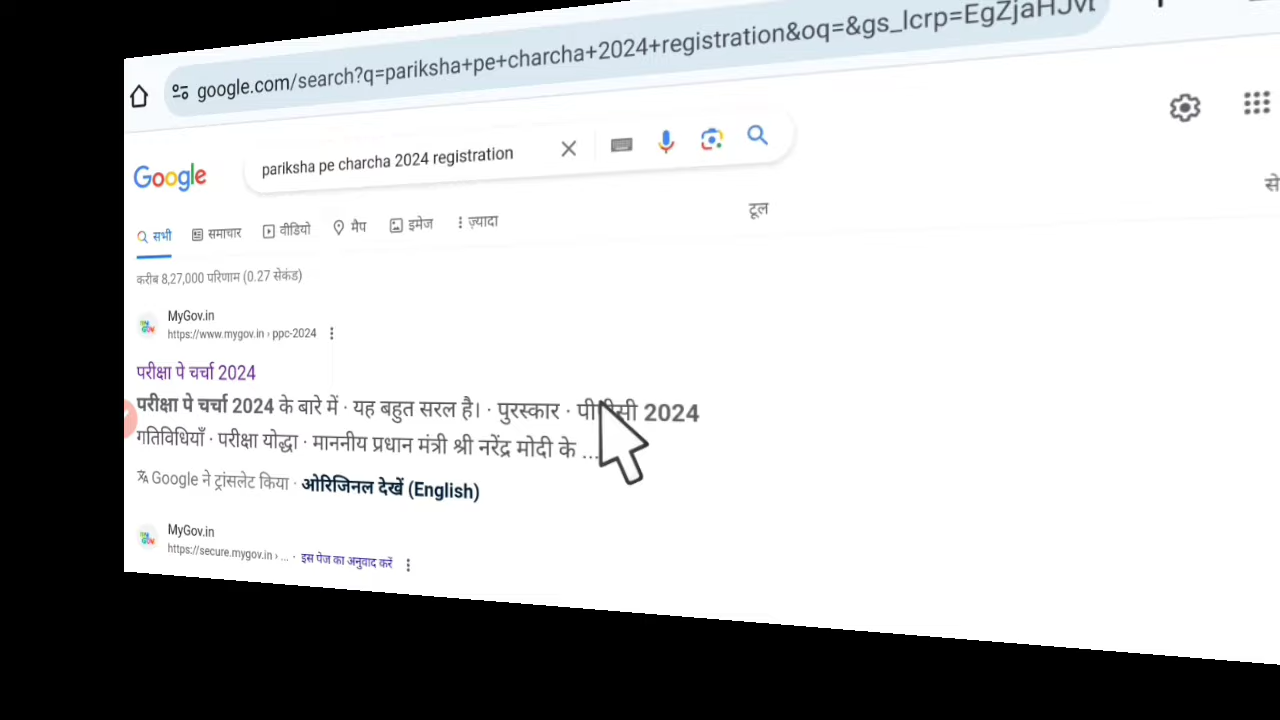 google.com/search?q=pariksha+pe+charcha+2024+registration&oq=&gs_lcrp=EgZjaHJvt
Google
pariksha pe charcha 2024 registration
सभी समाचार वीडियो मैप इमेज ज़्यादा टूल से
करीब 8,27,000 परिणाम (0.27 सेकंड)
MyGov.in
https://www.mygov.in › ppc-2024
परीक्षा पे चर्चा 2024
परीक्षा पे चर्चा 2024 के बारे में · यह बहुत सरल है। · पुरस्कार · 2024
गतिविधियाँ · परीक्षा योद्धा · माननीय प्रधान मंत्री श्री नरेंद्र मोदी के ...
Google ने ट्रांसलेट किया · ओरिजिनल देखें (English)
MyGov.in
https://secure.mygov.in › ... · इस पेज का अनुवाद करें